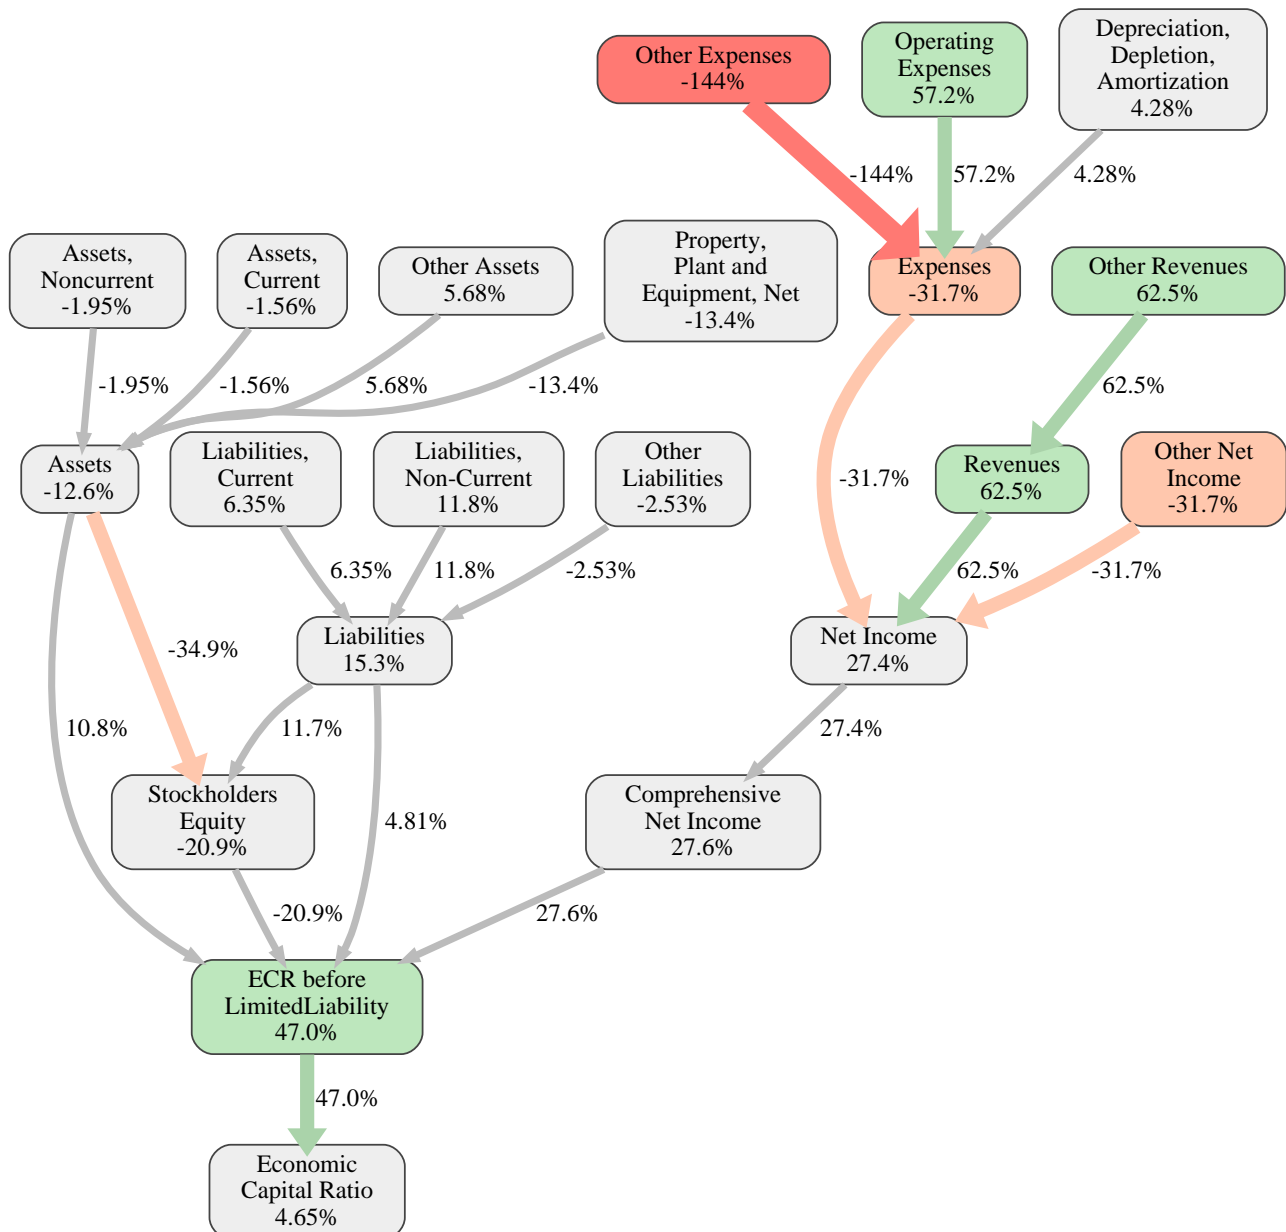 Other Expenses
-144%
Operating
Expenses
57.2%
Depreciation,
Depletion,
Amortization
4.28%
-144%
57.2%
4.28%
Assets,
Noncurrent
-1.95%
Assets,
Current
-1.56%
Other Assets
5.68%
Property,
Plant and
Equipment, Net
-13.4%
Expenses
-31.7%
Other Revenues
62.5%
-1.95%
-1.56%
5.68%
-13.4%
62.5%
Assets
-12.6%
Liabilities,
Current
6.35%
Liabilities,
Non-Current
11.8%
Other
Liabilities
-2.53%
-31.7%
Revenues
62.5%
Other Net
Income
-31.7%
6.35%
11.8%
-2.53%
62.5%
-31.7%
-34.9%
Liabilities
15.3%
Net Income
27.4%
10.8%
11.7%
27.4%
Stockholders
Equity
-20.9%
4.81%
Comprehensive
Net Income
27.6%
-20.9%
27.6%
ECR before
LimitedLiability
47.0%
47.0%
Economic
Capital Ratio
4.65%